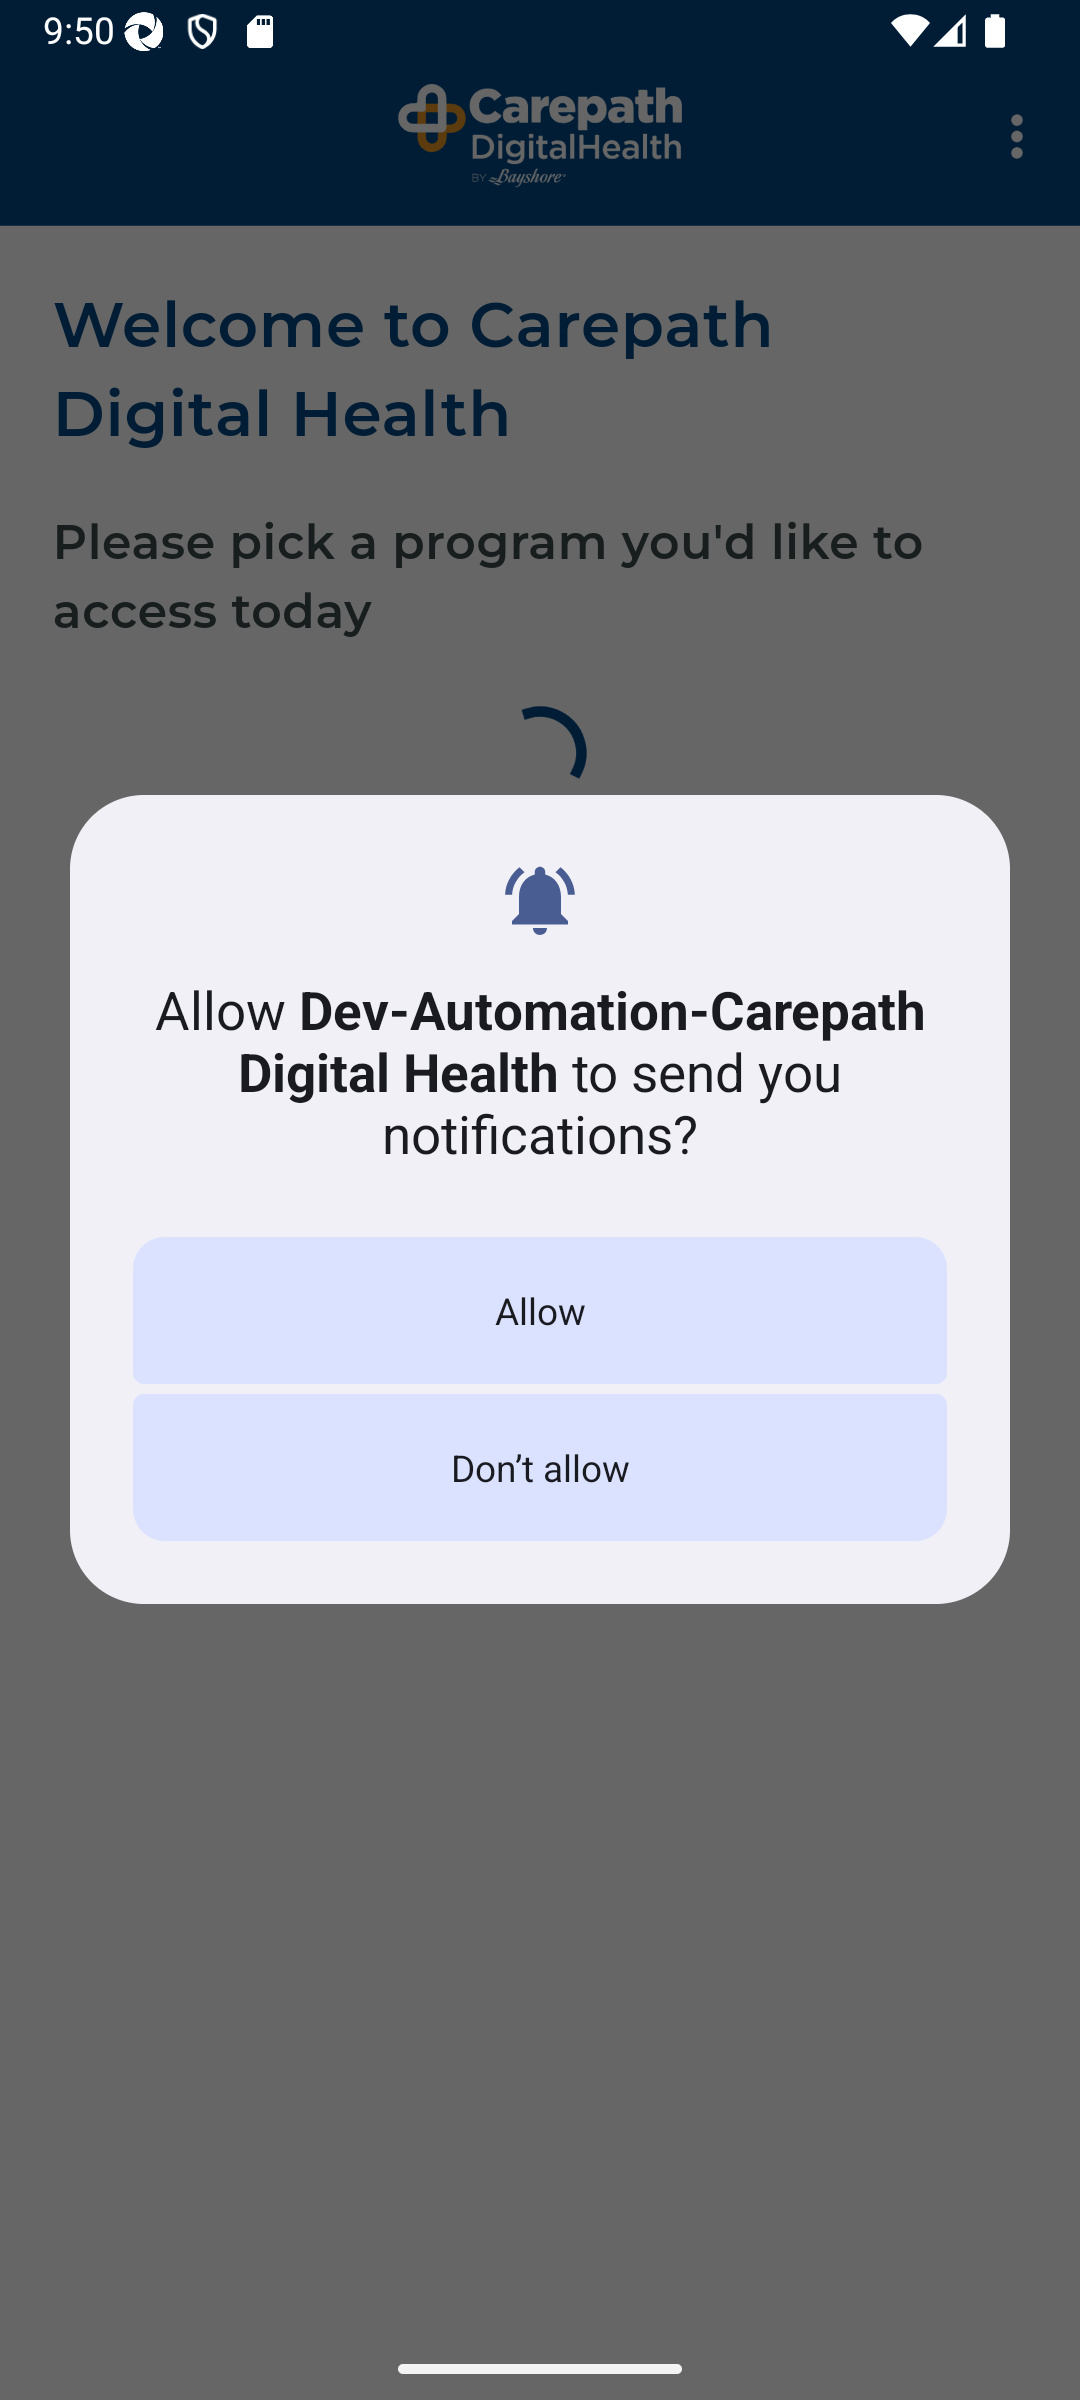 9:50
Carepath
DigitalHealth
BY Bayshore
Welcome to Carepath
Digital Health
Please pick a program you'd like to
access today
Allow Dev-Automation-Carepath
Digital Health to send you
notifications?
Allow
Don’t allow